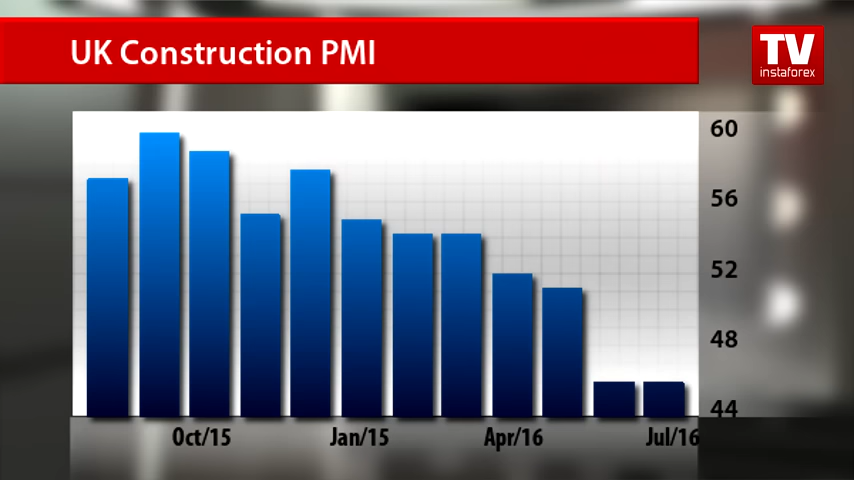 UK Construction PMI
TV
instaforex
60
56
52
48
44
Oct/15
Jan/15
Apr/16
Jul/16